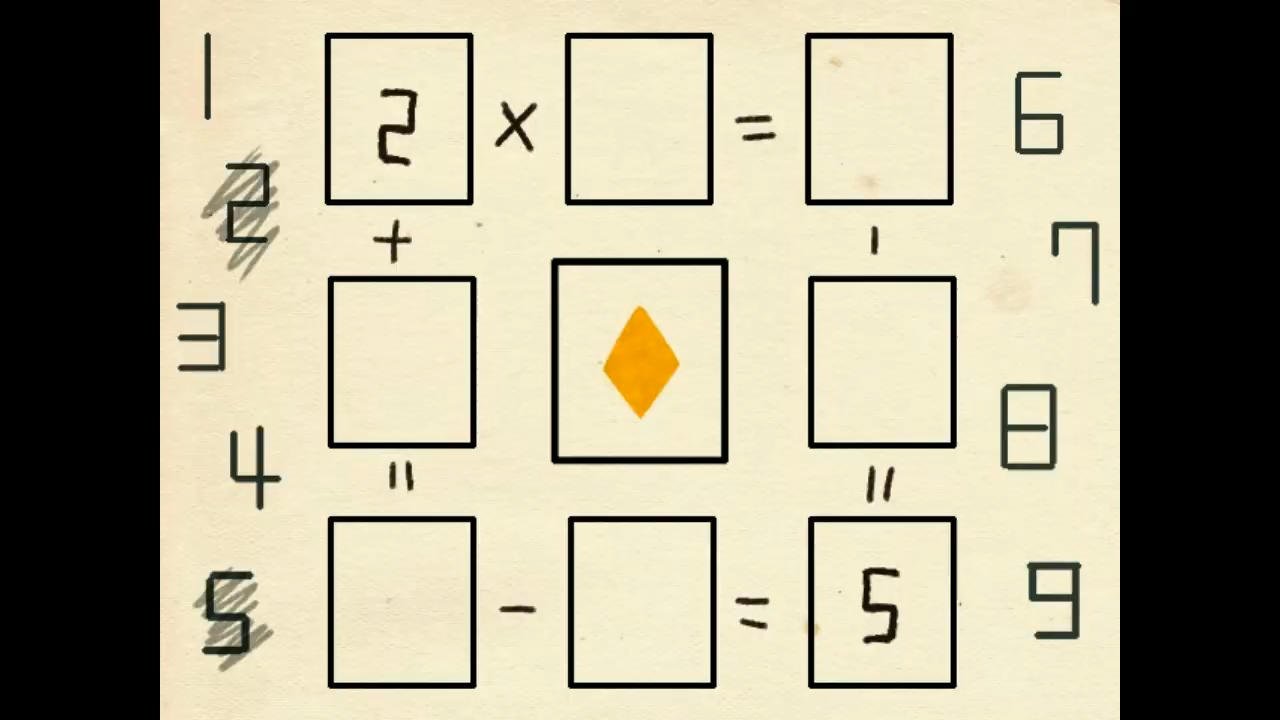 1 2 × = 6
2 + - 7
3
4 = = 8
5 - = 5 9